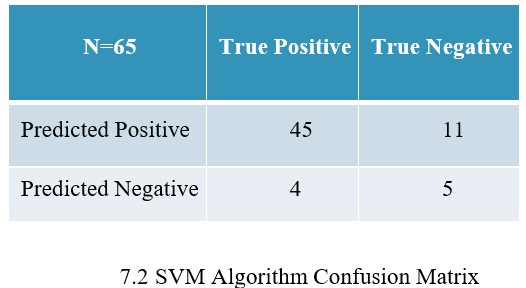 N=65 True Positive True Negative
Predicted Positive 45 11
Predicted Negative 4 5
7.2 SVM Algorithm Confusion Matrix